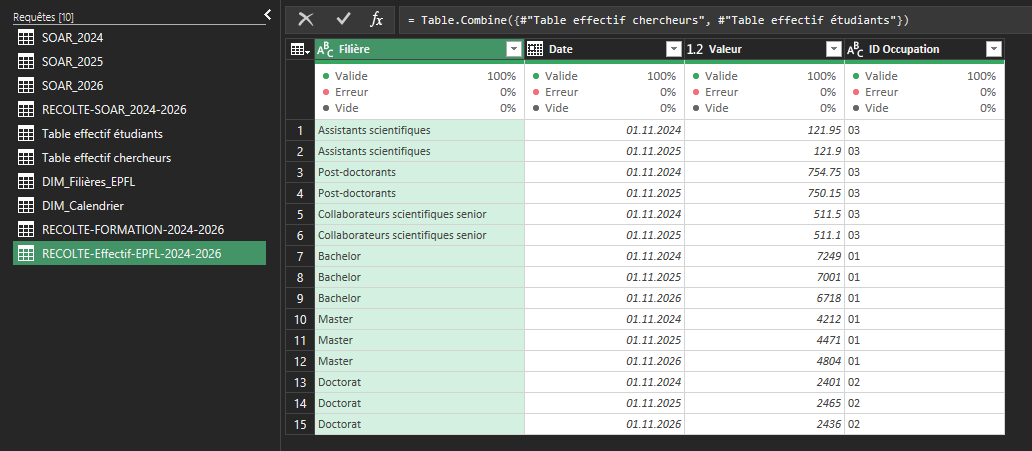 Requêtes [10]
SOAR_2024
SOAR_2025
SOAR_2026
RECOLTE-SOAR_2024-2026
Table effectif étudiants
Table effectif chercheurs
DIM_Filières_EPFL
DIM_Calendrier
RECOLTE-FORMATION-2024-2026
RECOLTE-Effectif-EPFL-2024-2026
fx = Table.Combine({#"Table effectif chercheurs", #"Table effectif étudiants"})
ABC Filière Date 1.2 Valeur ABC ID Occupation
Valide 100% Valide 100% Valide 100% Valide 100%
Erreur 0% Erreur 0% Erreur 0% Erreur 0%
Vide 0% Vide 0% Vide 0% Vide 0%
1 Assistants scientifiques 01.11.2024 121.95 03
2 Assistants scientifiques 01.11.2025 121.9 03
3 Post-doctorants 01.11.2024 754.75 03
4 Post-doctorants 01.11.2025 750.15 03
5 Collaborateurs scientifiques senior 01.11.2024 511.5 03
6 Collaborateurs scientifiques senior 01.11.2025 511.1 03
7 Bachelor 01.11.2024 7249 01
8 Bachelor 01.11.2025 7001 01
9 Bachelor 01.11.2026 6718 01
10 Master 01.11.2024 4212 01
11 Master 01.11.2025 4471 01
12 Master 01.11.2026 4804 01
13 Doctorat 01.11.2024 2401 02
14 Doctorat 01.11.2025 2465 02
15 Doctorat 01.11.2026 2436 02